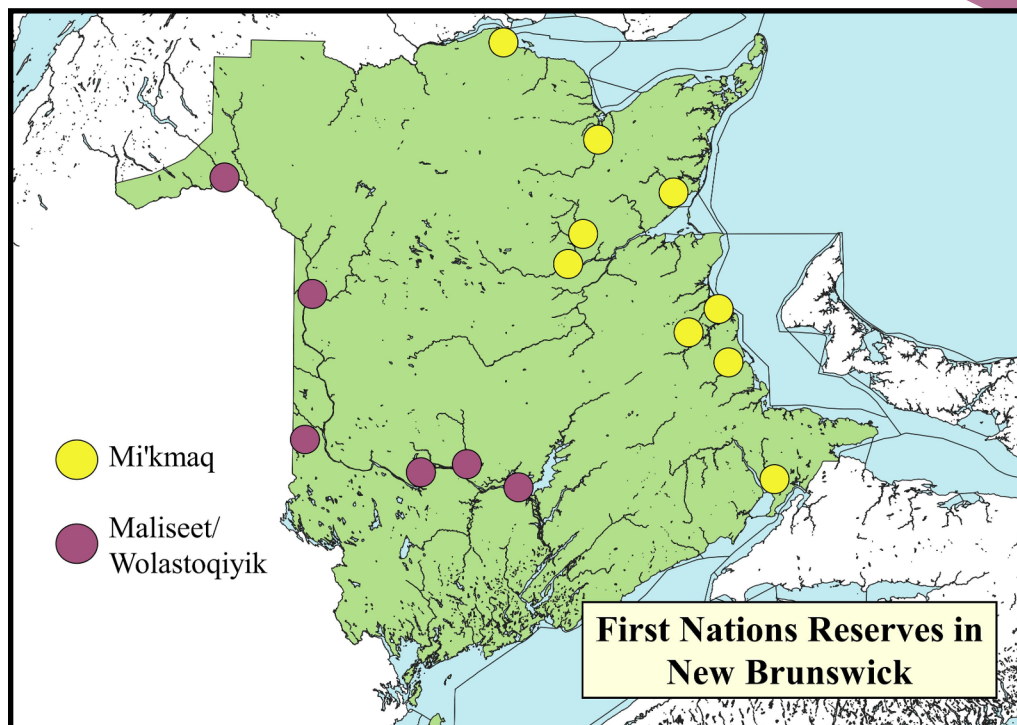 Mi'kmaq
Maliseet/
Wolastoqiyik
First Nations Reserves in
New Brunswick